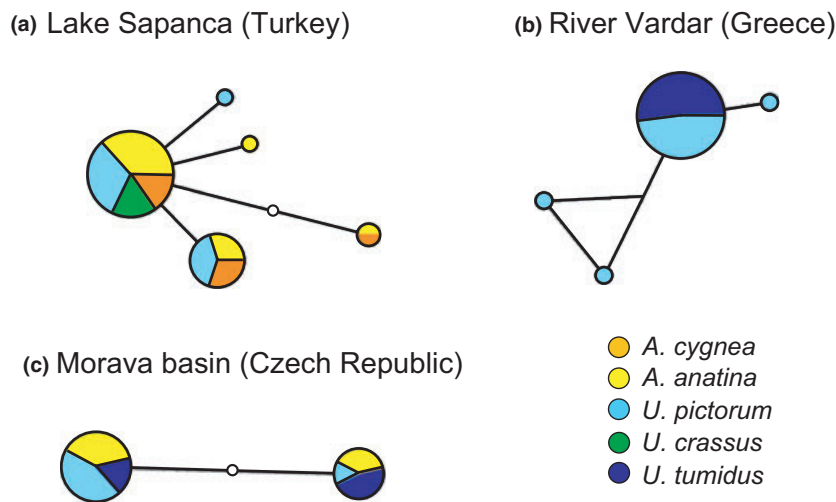 (a) Lake Sapanca (Turkey)
(b) River Vardar (Greece)
(c) Morava basin (Czech Republic)
A. cygnea
A. anatina
U. pictorum
U. crassus
U. tumidus